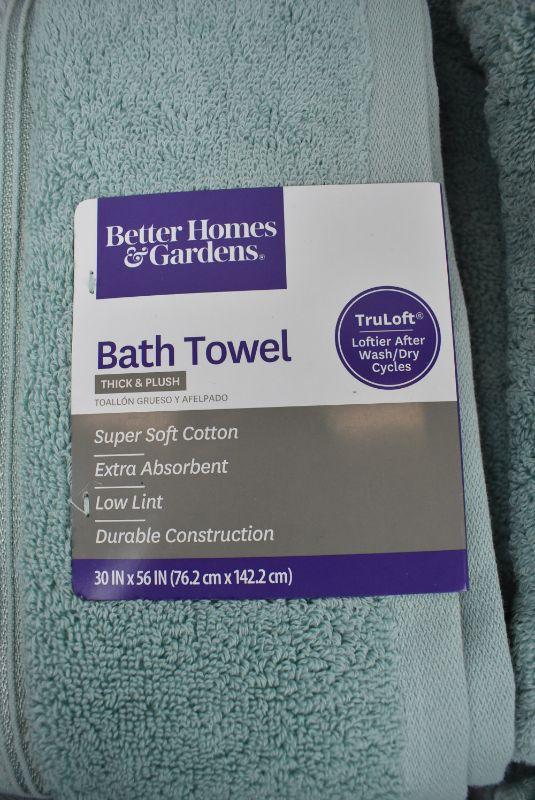 Better Homes
& Gardens®
Bath Towel
THICK & PLUSH
TOALLÓN GRUESO Y AFELPADO
TruLoft®
Loftier After
Wash/Dry
Cycles
Super Soft Cotton
Extra Absorbent
Low Lint
Durable Construction
30 IN x 56 IN (76.2 cm x 142.2 cm)